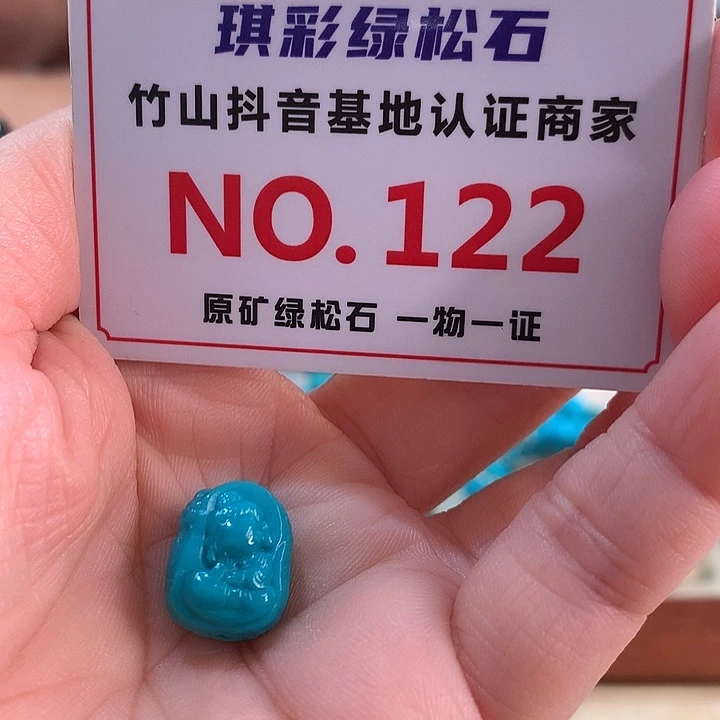 琪彩绿松石
竹山抖音基地认证商家
NO.122
原矿绿松石 一物一证